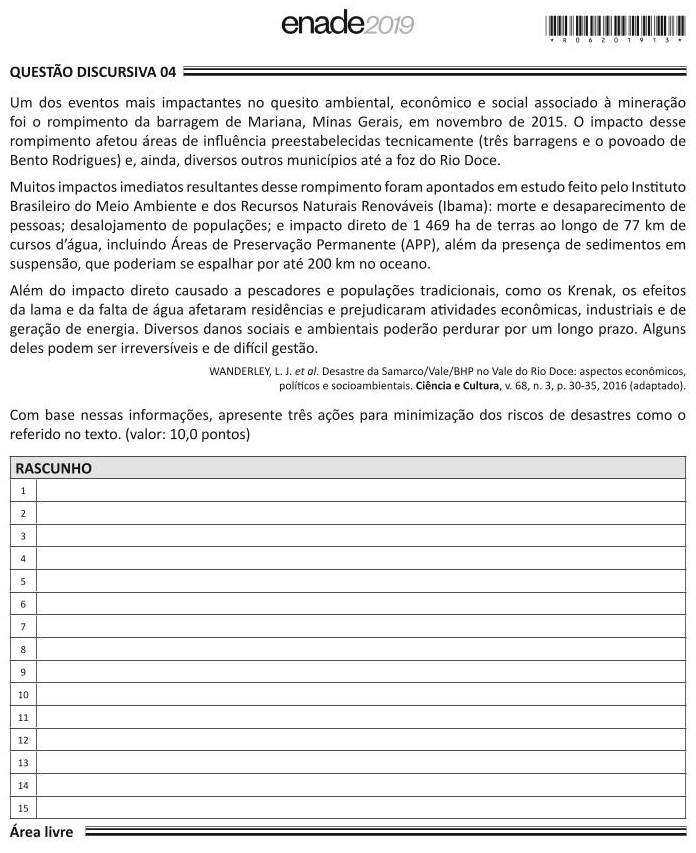 enade2019
*R0620191 3*
QUESTÃO DISCURSIVA 04
Um dos eventos mais impactantes no quesito ambiental, econômico e social associado à mineração
foi o rompimento da barragem de Mariana, Minas Gerais, em novembro de 2015. O impacto desse
rompimento afetou áreas de influência preestabelecidas tecnicamente (três barragens e o povoado de
Bento Rodrigues) e, ainda, diversos outros municípios até a foz do Rio Doce.
Muitos impactos imediatos resultantes desse rompimento foram apontados em estudo feito pelo Instituto
Brasileiro do Meio Ambiente e dos Recursos Naturais Renováveis (Ibama): morte e desaparecimento de
pessoas; desalojamento de populações; e impacto direto de 1 469 ha de terras ao longo de 77 km de
cursos d’água, incluindo Áreas de Preservação Permanente (APP), além da presença de sedimentos em
suspensão, que poderiam se espalhar por até 200 km no oceano.
Além do impacto direto causado a pescadores e populações tradicionais, como os Krenak, os efeitos
da lama e da falta de água afetaram residências e prejudicaram atividades econômicas, industriais e de
geração de energia. Diversos danos sociais e ambientais poderão perdurar por um longo prazo. Alguns
deles podem ser irreversíveis e de difícil gestão.
WANDERLEY, L. J. et al. Desastre da Samarco/Vale/BHP no Vale do Rio Doce: aspectos econômicos,
políticos e socioambientais. Ciência e Cultura, v. 68, n. 3, p. 30-35, 2016 (adaptado).
Com base nessas informações, apresente três ações para minimização dos riscos de desastres como o
referido no texto. (valor: 10,0 pontos)
RASCUNHO
1
2
3
4
5
6
7
8
9
10
11
12
13
14
15
Área livre